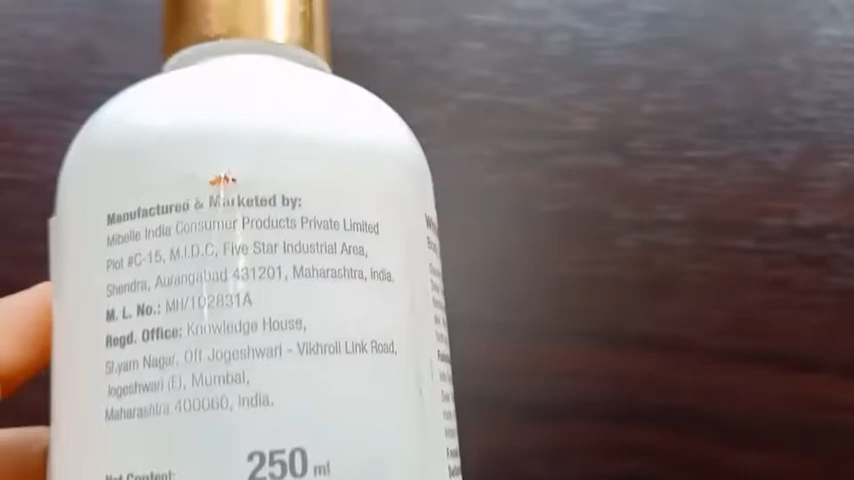 Manufactured & Marketed by:
Mibelle India Consumer Products Private Limited
Plot #C-15, M.I.D.C, Five Star Industrial Area,
Shendra, Aurangabad 431201, Maharashtra, India
M. L. No.: MH/102831A
Regd. Office: Knowledge House,
Shyam Nagar, Off Jogeshwari - Vikhroli Link Road,
Jogeshwari (E), Mumbai,
Maharashtra 400060, India.
Net Content: 250 ml